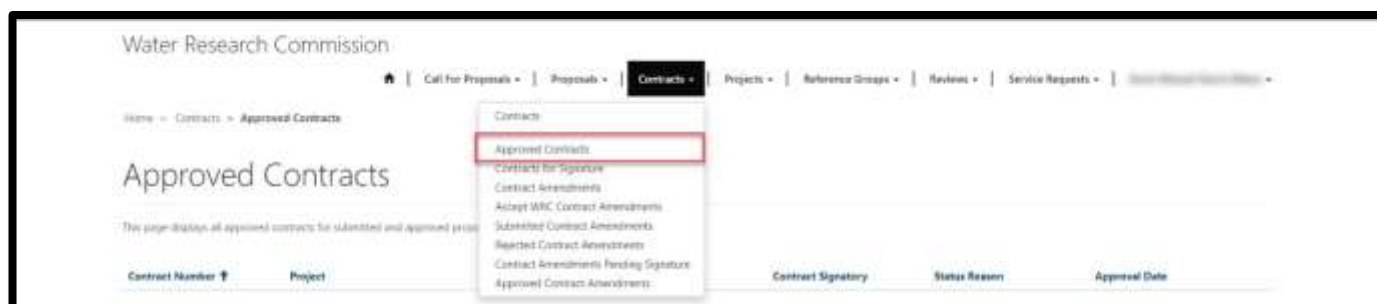 Water Research Commission
| Call for Proposals | Proposals | Contracts | Projects | Reference Groups | Reviews | Service Requests |
Home > Contracts > Approved Contracts
Contracts
Approved Contracts
Contracts for Signature
Contract Amendments
Accept WRC Contract Amendments
Submitted Contract Amendments
Rejected Contract Amendments
Contract Amendments Pending Signature
Approved Contract Amendments
Approved Contracts
This page displays all approved contracts for submitted and approved
Contract Number Project Contract Signatory Status Reason Approval Date